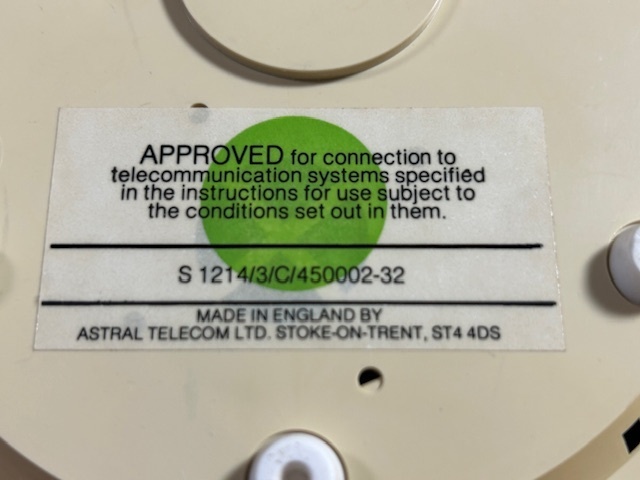 APPROVED for connection to
telecommunication systems specified
in the instructions for use subject to
the conditions set out in them.
S 1214/3/C/450002-32
MADE IN ENGLAND BY
ASTRAL TELECOM LTD. STOKE-ON-TRENT, ST4 4DS